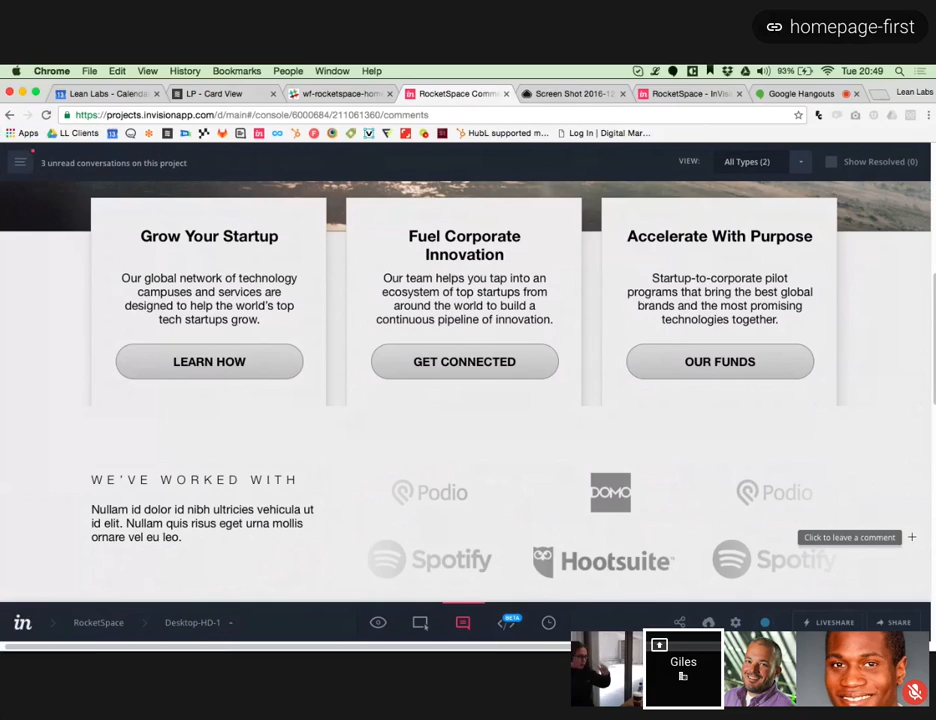 homepage-first
Chrome File Edit View History Bookmarks People Window Help 93% Tue 20:49
Lean Labs - Calenda
LP - Card View
wf-rocketspace-hom
RocketSpace Comm
Screen Shot 2016-12
RocketSpace - InVis
Google Hangouts
Lean Labs
https://projects.invisionapp.com/d/main#/console/6000684/211061360/comments
Apps LL Clients HubL supported m... Log In | Digital Mar...
3 unread conversations on this project
VIEW: All Types (2) Show Resolved (0)
Grow Your Startup
Our global network of technology
campuses and services are
designed to help the world's top
tech startups grow.
LEARN HOW
Fuel Corporate
Innovation
Our team helps you tap into an
ecosystem of top startups from
around the world to build a
continuous pipeline of innovation.
GET CONNECTED
Accelerate With Purpose
Startup-to-corporate pilot
programs that bring the best global
brands and the most promising
technologies together.
OUR FUNDS
WE'VE WORKED WITH
Nullam id dolor id nibh ultricies vehicula ut
id elit. Nullam quis risus eget urna mollis
ornare vel eu leo.
Podio DOMO Podio
Click to leave a comment
Spotify Hootsuite Spotify
in RocketSpace Desktop-HD-1 BETA LIVESHARE SHARE
Giles